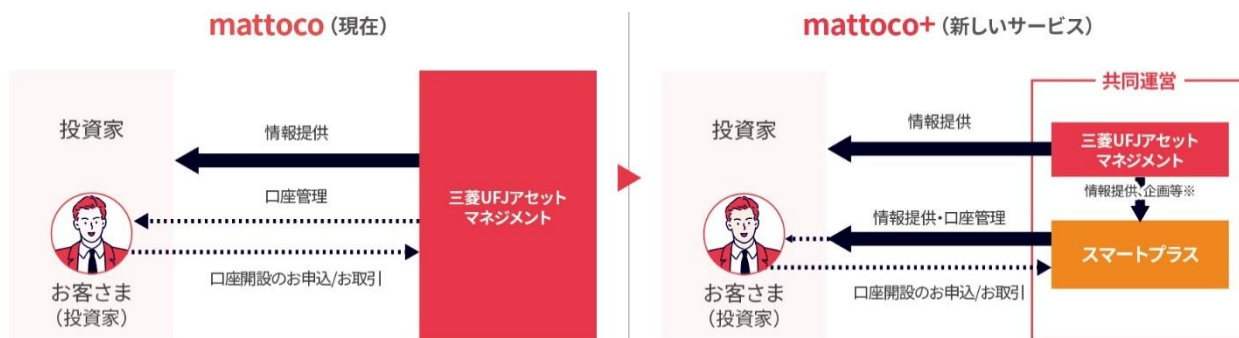 mattoco（現在）
投資家
情報提供
口座管理
三菱UFJアセット
マネジメント
口座開設のお申込/お取引
お客さま
（投資家）
mattoco+（新しいサービス）
共同運営
投資家
情報提供
三菱UFJアセット
マネジメント
情報提供、企画等※
情報提供・口座管理
スマートプラス
口座開設のお申込/お取引
お客さま
（投資家）